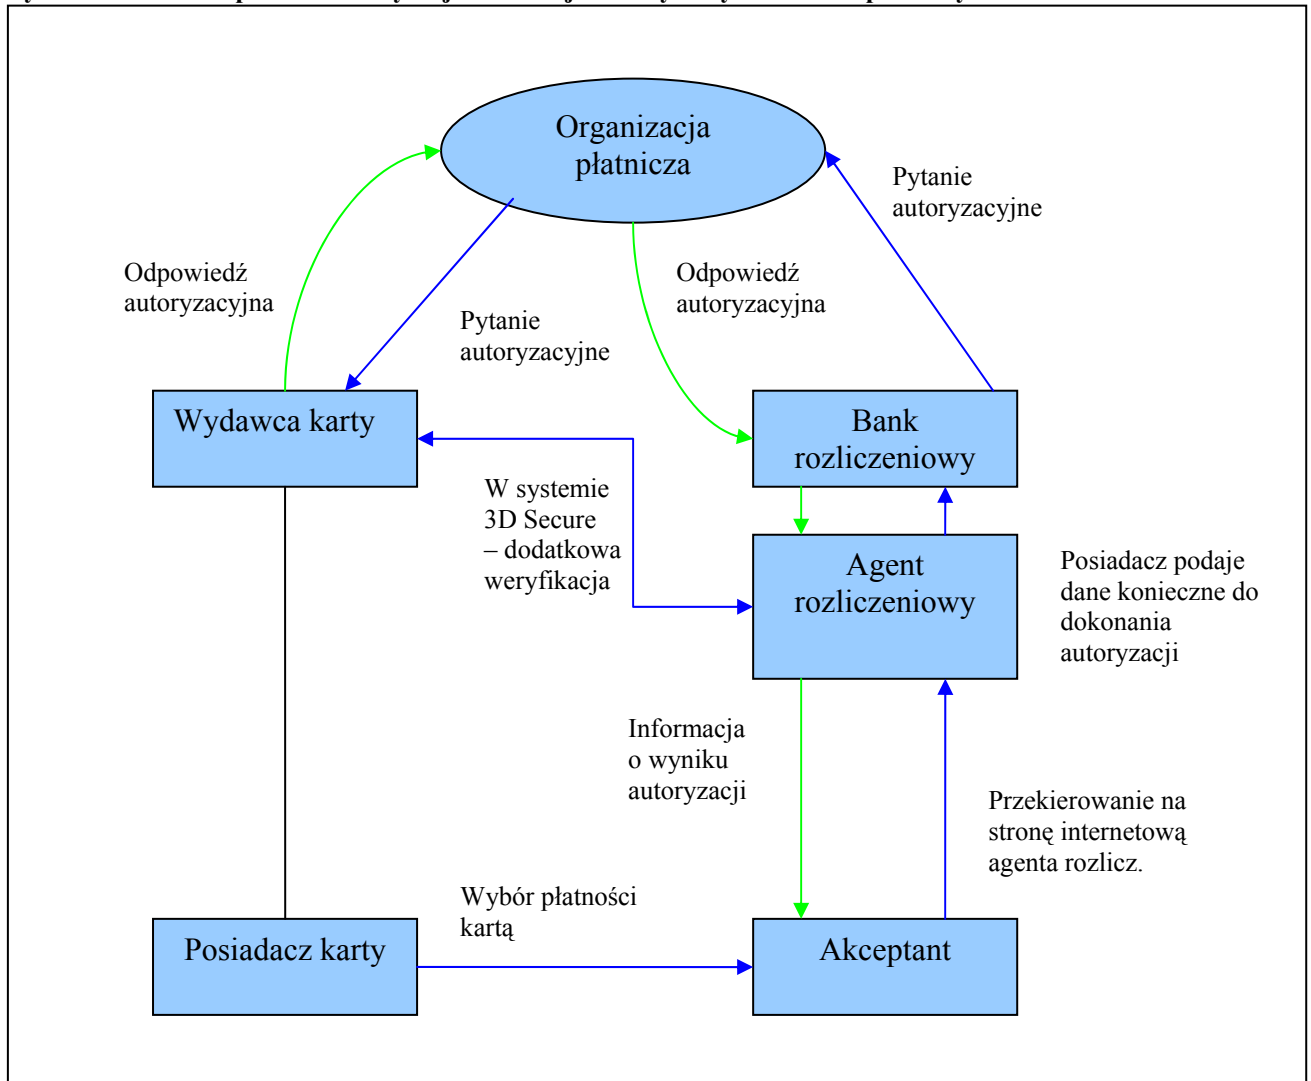 Organizacja
płatnicza
Pytanie
autoryzacyjne
Odpowiedź
autoryzacyjna
Odpowiedź
autoryzacyjna
Pytanie
autoryzacyjne
Wydawca karty
Bank
rozliczeniowy
W systemie
3D Secure
– dodatkowa
weryfikacja
Agent
rozliczeniowy
Posiadacz podaje
dane konieczne do
dokonania
autoryzacji
Informacja
o wyniku
autoryzacji
Przekierowanie na
stronę internetową
agenta rozlicz.
Wybór płatności
kartą
Posiadacz karty
Akceptant